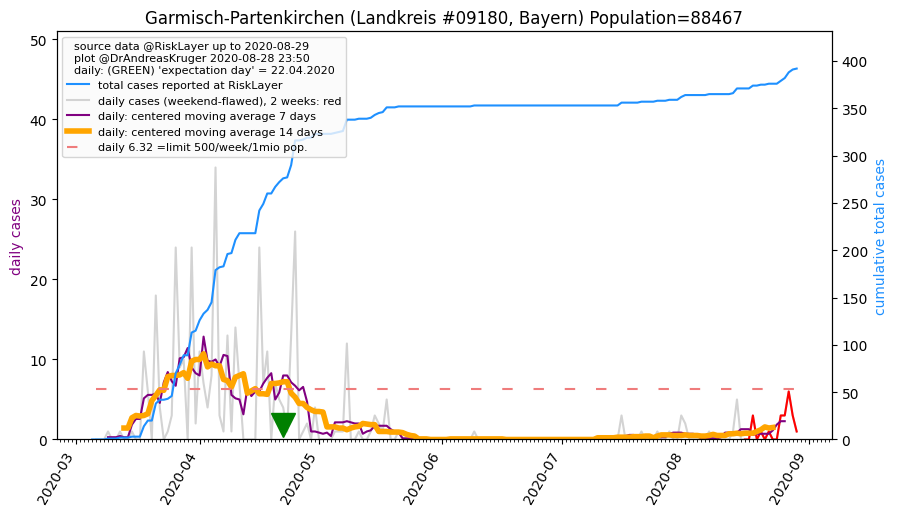 Garmisch-Partenkirchen (Landkreis #09180, Bayern) Population=88467
source data @RiskLayer up to 2020-08-29
plot @DrAndreasKruger 2020-08-28 23:50
daily: (GREEN) 'expectation day' = 22.04.2020
total cases reported at RiskLayer
daily cases (weekend-flawed), 2 weeks: red
daily: centered moving average 7 days
daily: centered moving average 14 days
daily 6.32 =limit 500/week/1mio pop.
daily cases
50
40
30
20
10
0
cumulative total cases
400
350
300
250
200
150
100
50
0
2020-03
2020-04
2020-05
2020-06
2020-07
2020-08
2020-09